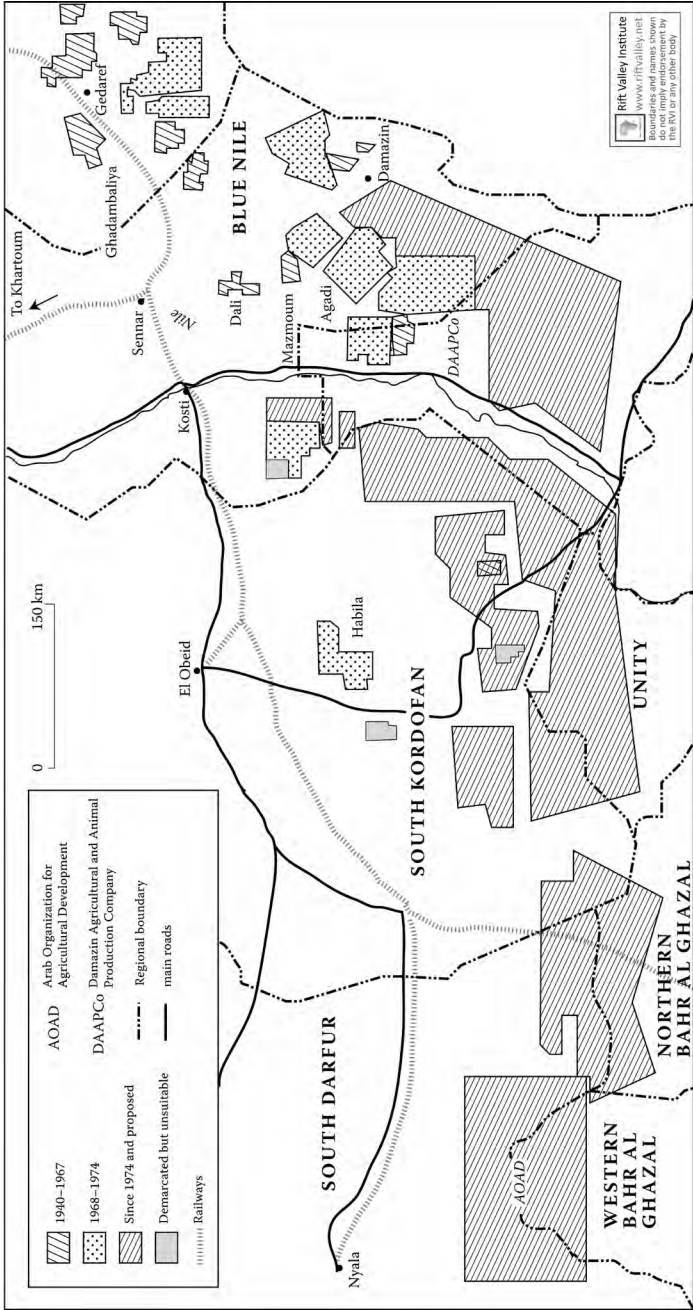 1940–1967
1968–1974
Since 1974 and proposed
Demarcated but unsuitable
Railways
AOAD
Arab Organization for
Agricultural Development
DAAPCo
Damazin Agricultural and Animal
Production Company
Regional boundary
main roads
0
150 km
To Khartoum
Ghadambaliya
Gedaref
Sennar
Nile
Kosti
BLUE NILE
Dali
Mazmoum
Agadi
Damazin
DAAPCo
El Obeid
Habila
SOUTH KORDOFAN
UNITY
SOUTH DARFUR
Nyala
AOAD
WESTERN
BAHR AL
GHAZAL
NORTHERN
BAHR AL GHAZAL
Rift Valley Institute
www.riftvalley.net
Boundaries and names shown
do not imply endorsement by
the RVI or any other body